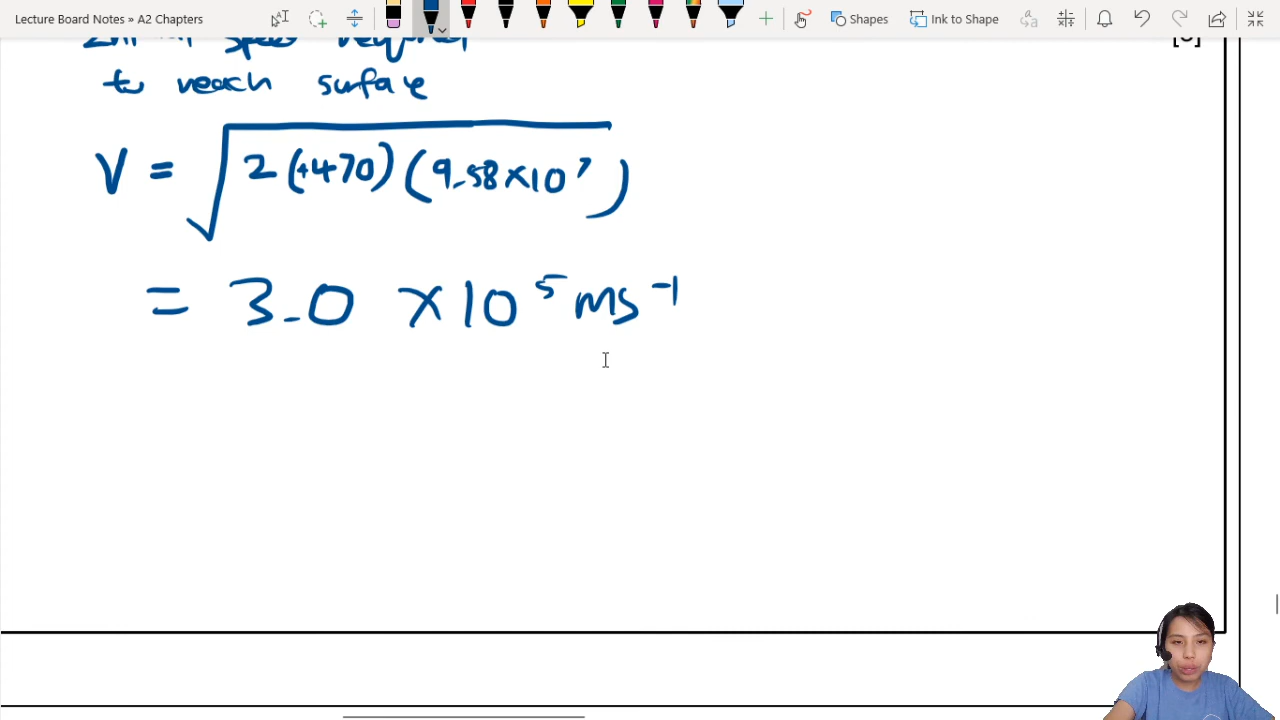 Lecture Board Notes » A2 Chapters
Shapes
Ink to Shape
to reach surface
V = √2(+470)(9.58×10⁷)
= 3.0 ×10⁵ ms⁻¹